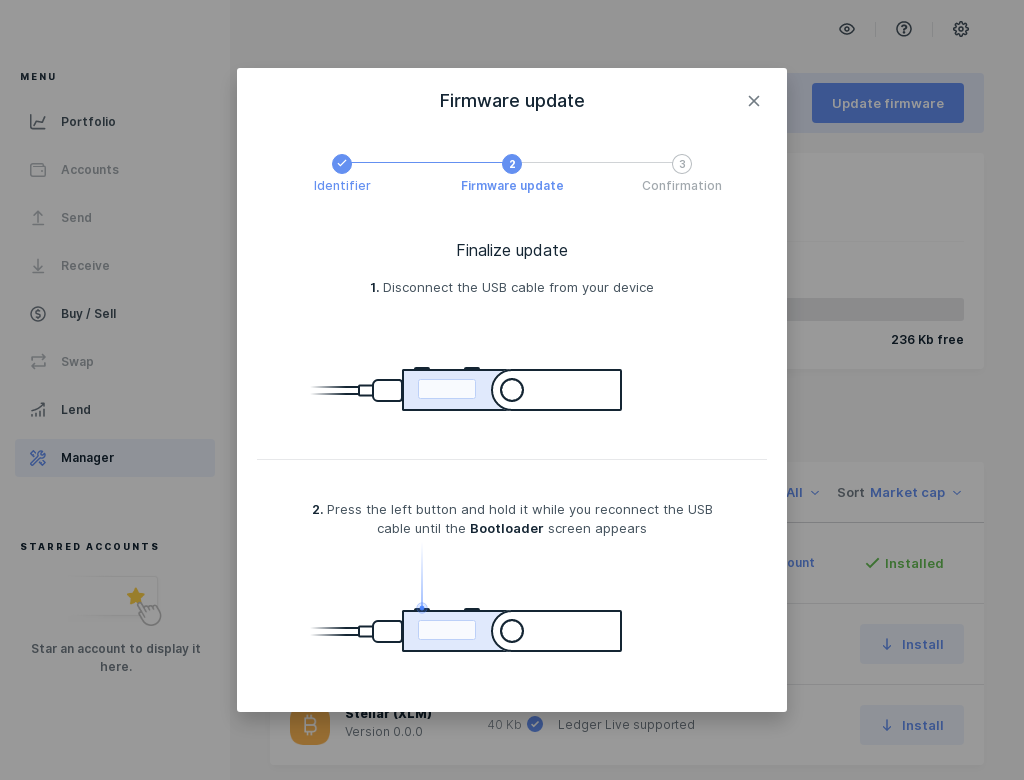 MENU
Portfolio
Accounts
Send
Receive
Buy / Sell
Swap
Lend
Manager
STARRED ACCOUNTS
Star an account to display it
here.
Update firmware
236 Kb free
All
Sort Market cap
Installed
Install
Stellar (XLM)
Version 0.0.0
40 Kb
Ledger Live supported
Install
Firmware update
2
3
Identifier
Firmware update
Confirmation
Finalize update
1. Disconnect the USB cable from your device
2. Press the left button and hold it while you reconnect the USB
cable until the Bootloader screen appears